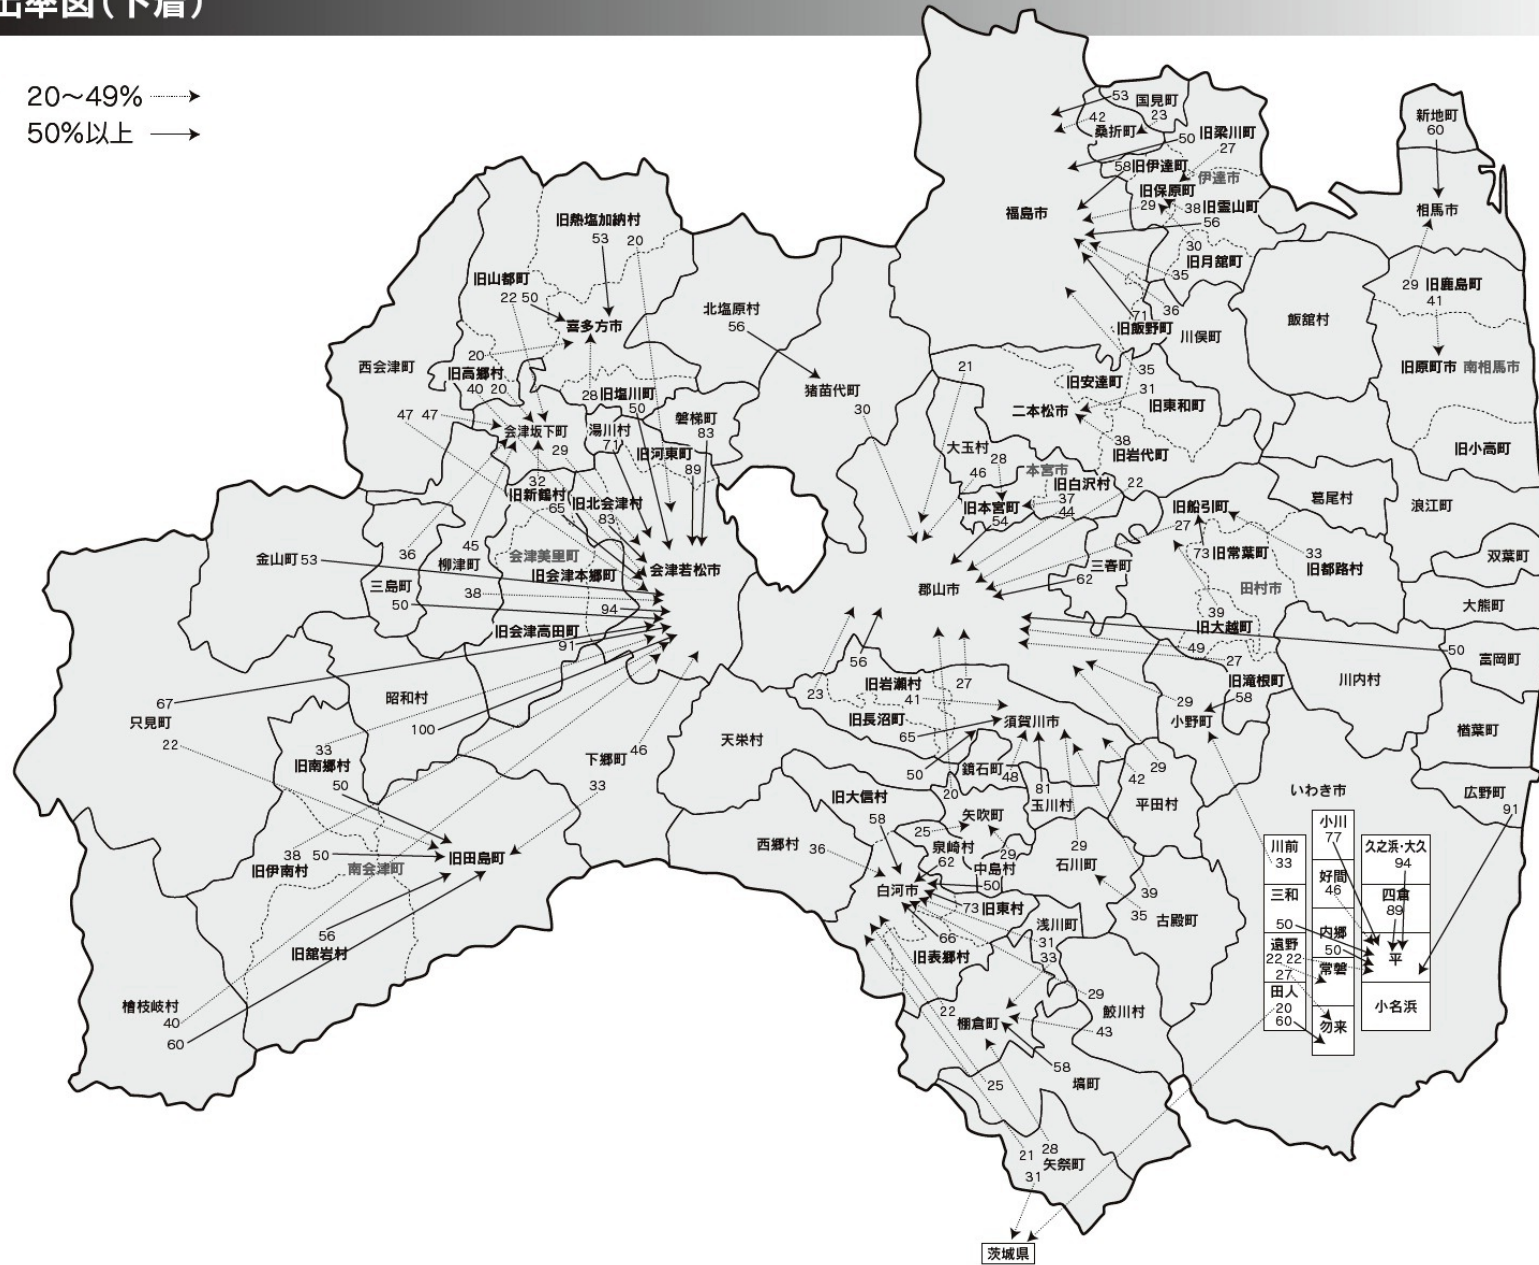 出率図（下着）
20～49%
50%以上
53
国見町
42
桑折町
23
50
旧梁川町
27
58
旧伊達町
伊達市
旧保原町
29
38
旧霊山町
56
福島市
30
旧月舘町
35
36
71
旧飯野町
川俣町
新地町
60
相馬市
29
旧鹿島町
41
旧原町市
南相馬市
旧小高町
飯舘村
旧熱塩加納村
53
20
旧山都町
22
50
喜多方市
北塩原村
56
西会津町
20
旧高郷村
40
20
28
旧塩川町
50
猪苗代町
30
47
47
会津坂下町
29
湯川村
71
磐梯町
83
旧河東町
89
32
旧新鶴村
65
旧北会津村
83
21
旧安達町
35
31
二本松市
旧東和町
38
旧岩代町
大玉村
28
46
本宮市
旧白沢村
37
44
22
旧本宮町
54
旧船引町
27
葛尾村
浪江町
金山町
53
36
三島町
50
45
柳津町
38
会津美里町
旧会津本郷町
会津若松市
94
旧会津高田町
91
郡山市
三春町
62
73
旧常葉町
33
旧都路村
双葉町
田村市
39
旧大越町
49
27
旧滝根町
58
大熊町
50
富岡町
川内村
67
只見町
22
昭和村
100
33
旧南郷村
50
下郷町
46
33
天栄村
23
56
旧岩瀬村
41
27
旧長沼町
65
須賀川市
50
鏡石町
48
20
81
玉川村
29
小野町
29
42
平田村
楢葉町
広野町
91
38
旧伊南村
50
南会津町
旧田島町
56
旧舘岩村
檜枝岐村
40
60
旧大信村
58
西郷村
36
25
矢吹町
泉崎村
62
29
中島村
50
白河市
73
旧東村
66
旧表郷村
29
石川町
39
35
古殿町
浅川町
31
33
29
鮫川村
43
22
棚倉町
58
塙町
25
21
28
矢祭町
31
茨城県
いわき市
小川
77
川前
33
久之浜・大久
94
好間
46
三和
50
四倉
89
内郷
50
遠野
22
22
27
平
常磐
田人
20
60
小名浜
勿来